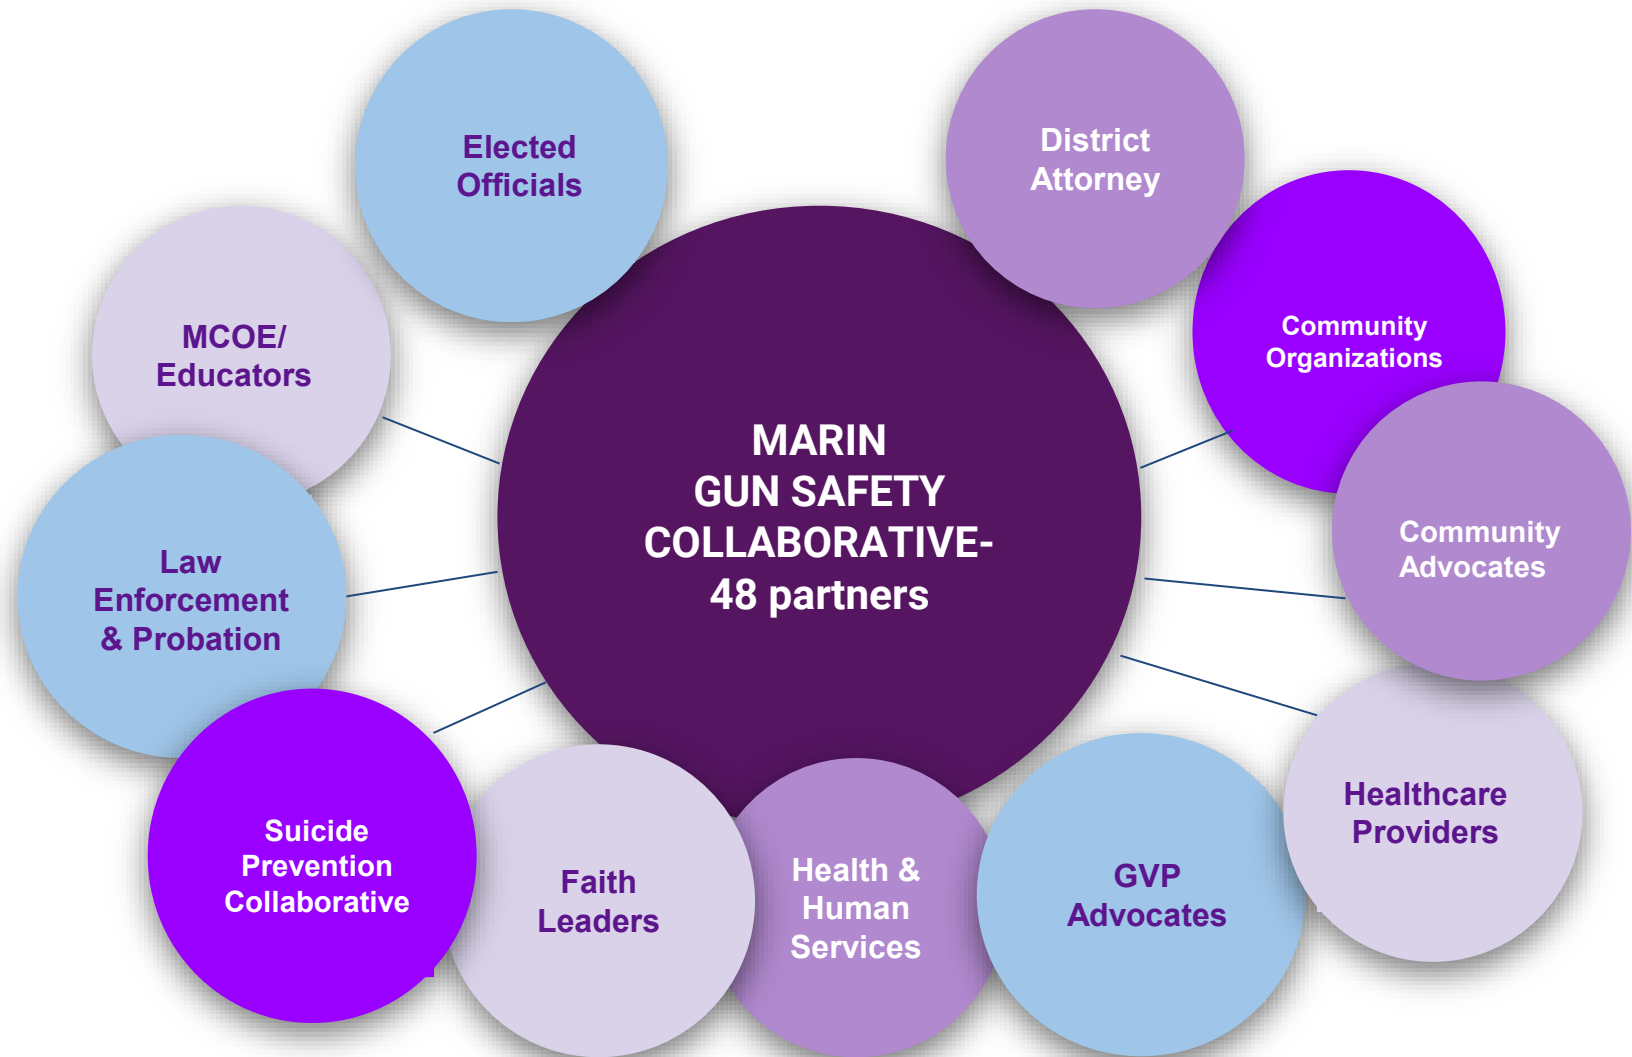 Elected
Officials
District
Attorney
MCOE/
Educators
Community
Organizations
MARIN
GUN SAFETY
COLLABORATIVE-
48 partners
Law
Enforcement
& Probation
Community
Advocates
Suicide
Prevention
Collaborative
Faith
Leaders
Health &
Human
Services
GVP
Advocates
Healthcare
Providers